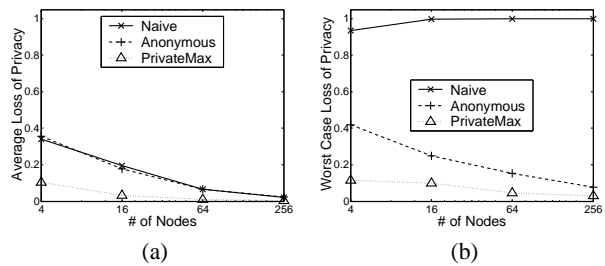 Average Loss of Privacy
1
0.8
0.6
0.4
0.2
0
Naive
Anonymous
PrivateMax
4 16 64 256
# of Nodes
(a)
Worst Case Loss of Privacy
1
0.8
0.6
0.4
0.2
0
Naive
Anonymous
PrivateMax
4 16 64 256
# of Nodes
(b)